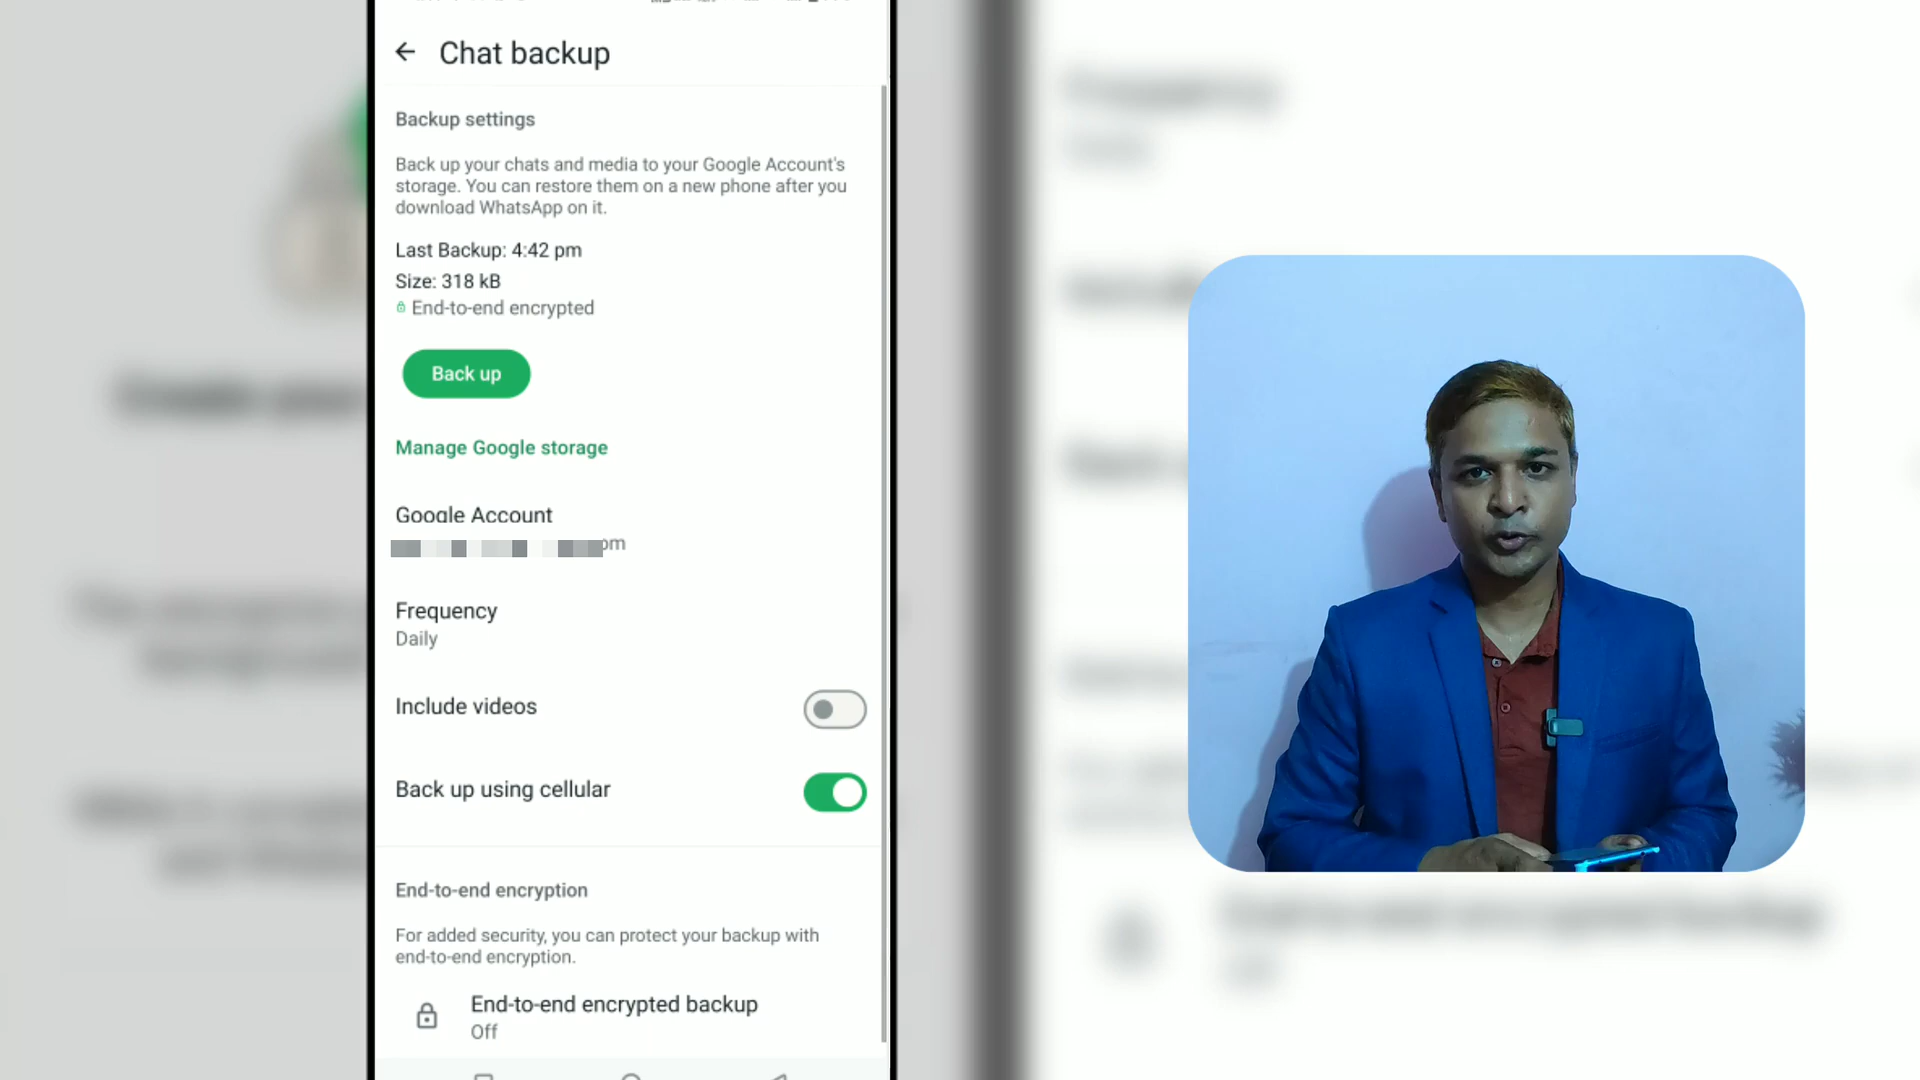 Chat backup
Backup settings
Back up your chats and media to your Google Account's
storage. You can restore them on a new phone after you
download WhatsApp on it.
Last Backup: 4:42 pm
Size: 318 kB
End-to-end encrypted
Back up
Manage Google storage
Google Account
Frequency
Daily
Include videos
Back up using cellular
End-to-end encryption
For added security, you can protect your backup with
end-to-end encryption.
End-to-end encrypted backup
Off